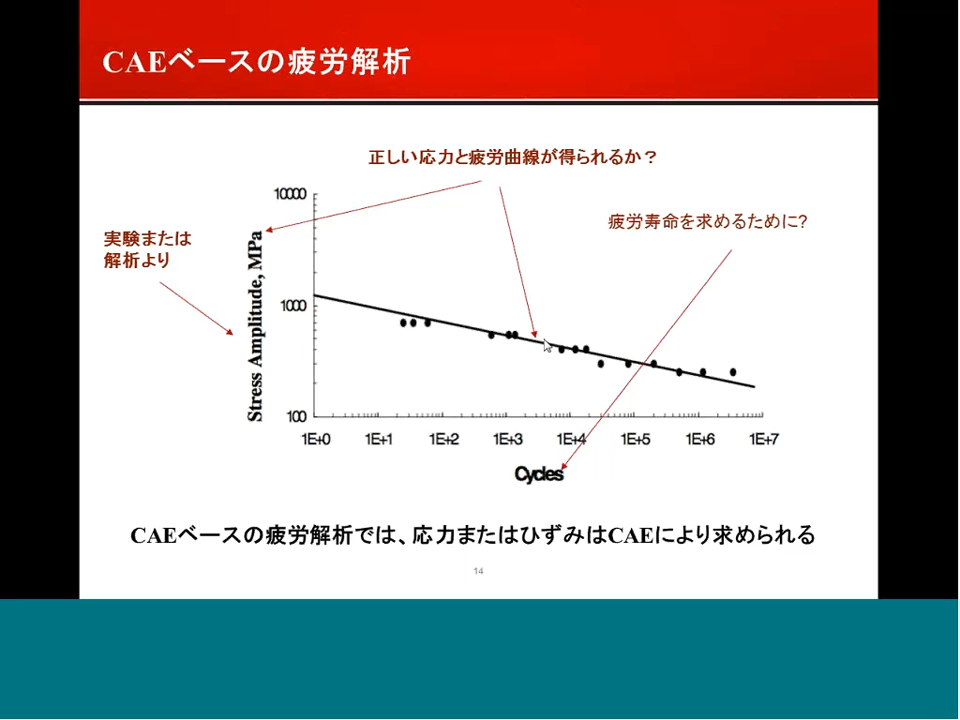 CAEベースの疲労解析
正しい応力と疲労曲線が得られるか？
疲労寿命を求めるために?
実験または
解析より
Stress Amplitude, MPa
10000
1000
100
1E+0 1E+1 1E+2 1E+3 1E+4 1E+5 1E+6 1E+7
Cycles
CAEベースの疲労解析では、応力またはひずみはCAEにより求められる
14